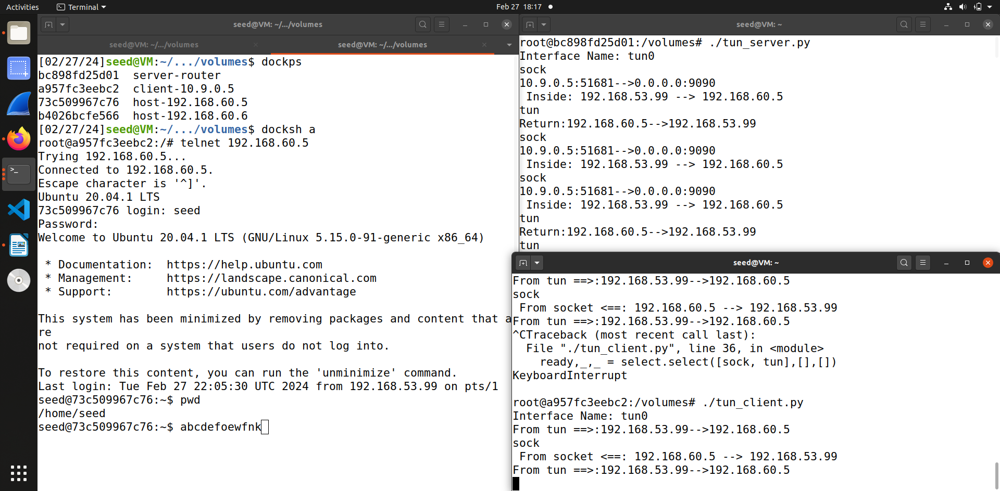 Activities
Terminal
Feb 27 18:17
seed@VM: ~/.../volumes
seed@VM: ~/.../volumes
seed@VM: ~/.../volumes
[02/27/24]seed@VM:~/.../volumes$ dockps
bc898fd25d01  server-router
a957fc3eebc2  client-10.9.0.5
73c509967c76  host-192.168.60.5
b4026bcfe566  host-192.168.60.6
[02/27/24]seed@VM:~/.../volumes$ docksh a
root@a957fc3eebc2:/# telnet 192.168.60.5
Trying 192.168.60.5...
Connected to 192.168.60.5.
Escape character is '^]'.
Ubuntu 20.04.1 LTS
73c509967c76 login: seed
Password:
Welcome to Ubuntu 20.04.1 LTS (GNU/Linux 5.15.0-91-generic x86_64)
* Documentation:  https://help.ubuntu.com
* Management:     https://landscape.canonical.com
* Support:        https://ubuntu.com/advantage
This system has been minimized by removing packages and content that a
re
not required on a system that users do not log into.
To restore this content, you can run the 'unminimize' command.
Last login: Tue Feb 27 22:05:30 UTC 2024 from 192.168.53.99 on pts/1
seed@73c509967c76:~$ pwd
/home/seed
seed@73c509967c76:~$ abcdefoewfnk
seed@VM: ~
root@bc898fd25d01:/volumes# ./tun_server.py
Interface Name: tun0
sock
10.9.0.5:51681-->0.0.0.0:9090
Inside: 192.168.53.99 --> 192.168.60.5
tun
Return:192.168.60.5-->192.168.53.99
sock
10.9.0.5:51681-->0.0.0.0:9090
Inside: 192.168.53.99 --> 192.168.60.5
sock
10.9.0.5:51681-->0.0.0.0:9090
Inside: 192.168.53.99 --> 192.168.60.5
tun
Return:192.168.60.5-->192.168.53.99
tun
seed@VM: ~
From tun ==>:192.168.53.99-->192.168.60.5
sock
From socket <==: 192.168.60.5 --> 192.168.53.99
From tun ==>:192.168.53.99-->192.168.60.5
^CTraceback (most recent call last):
File "./tun_client.py", line 36, in <module>
ready,_,_ = select.select([sock, tun],[],[])
KeyboardInterrupt
root@a957fc3eebc2:/volumes# ./tun_client.py
Interface Name: tun0
From tun ==>:192.168.53.99-->192.168.60.5
sock
From socket <==: 192.168.60.5 --> 192.168.53.99
From tun ==>:192.168.53.99-->192.168.60.5